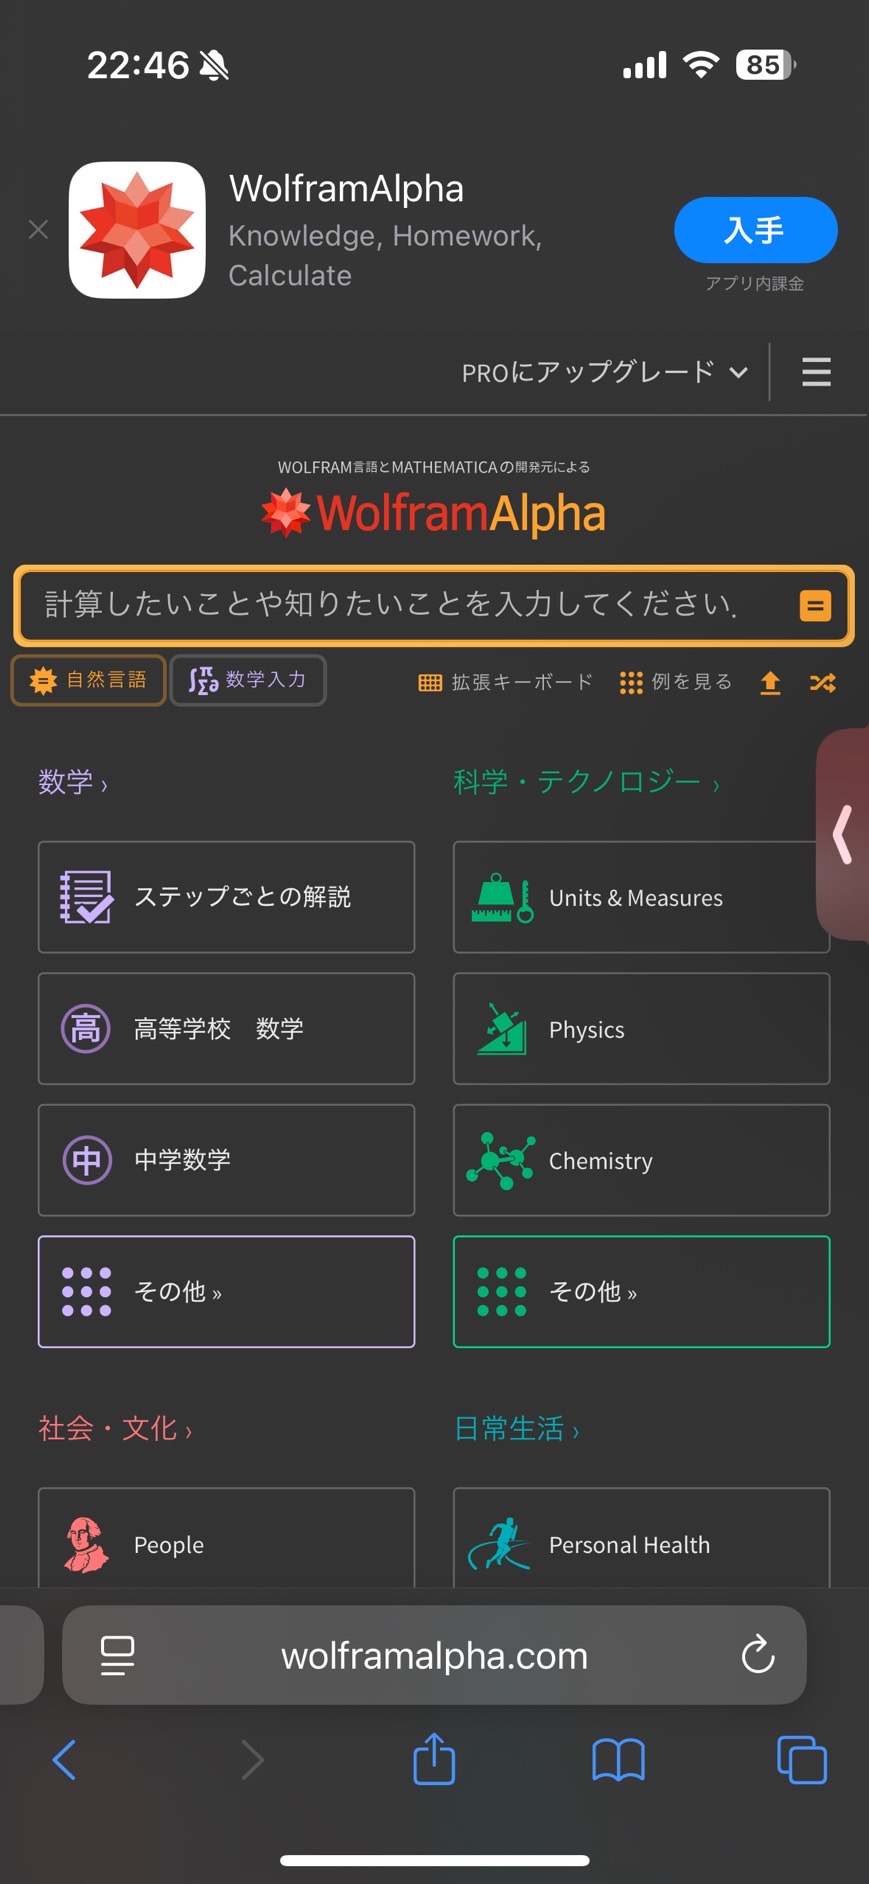 22:46
85
WolframAlpha
Knowledge, Homework,
Calculate
入手
アプリ内課金
PROにアップグレード
WOLFRAM言語とMATHEMATICAの開発元による
WolframAlpha
計算したいことや知りたいことを入力してください.
自然言語
数学入力
拡張キーボード
例を見る
数学 ›
科学・テクノロジー ›
ステップごとの解説
Units & Measures
高
高等学校　数学
Physics
中
中学数学
Chemistry
その他 »
その他 »
社会・文化 ›
日常生活 ›
People
Personal Health
wolframalpha.com